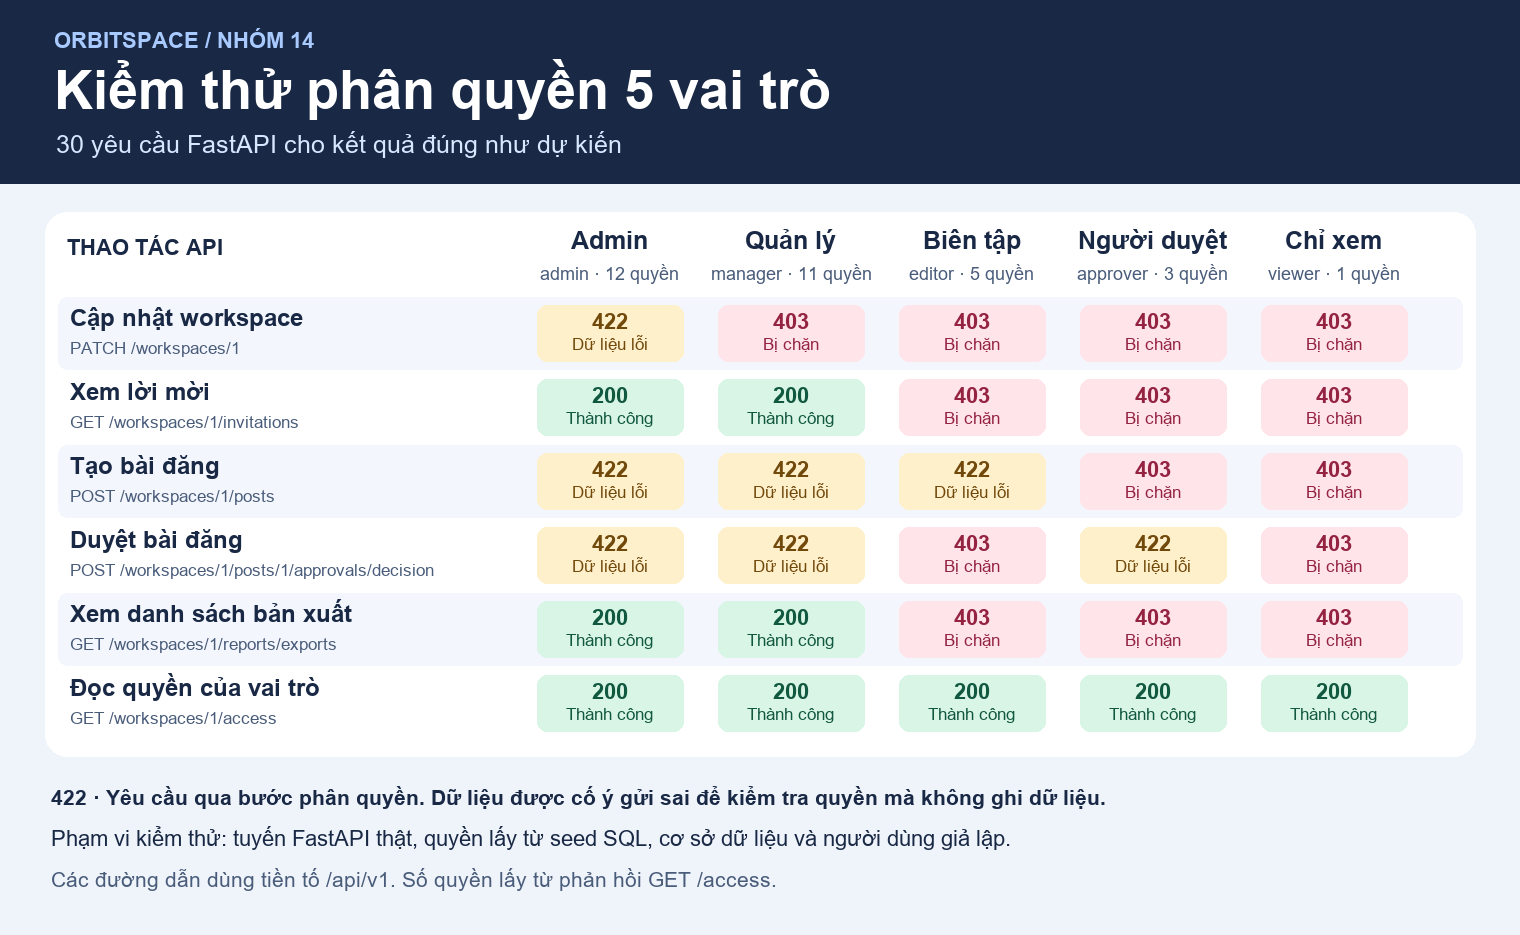 ORBITSPACE / NHÓM 14
Kiểm thử phân quyền 5 vai trò
30 yêu cầu FastAPI cho kết quả đúng như dự kiến
THAO TÁC API
Admin
admin · 12 quyền
Quản lý
manager · 11 quyền
Biên tập
editor · 5 quyền
Người duyệt
approver · 3 quyền
Chỉ xem
viewer · 1 quyền
Cập nhật workspace
PATCH /workspaces/1
422
Dữ liệu lỗi
403
Bị chặn
403
Bị chặn
403
Bị chặn
403
Bị chặn
Xem lời mời
GET /workspaces/1/invitations
200
Thành công
200
Thành công
403
Bị chặn
403
Bị chặn
403
Bị chặn
Tạo bài đăng
POST /workspaces/1/posts
422
Dữ liệu lỗi
422
Dữ liệu lỗi
422
Dữ liệu lỗi
403
Bị chặn
403
Bị chặn
Duyệt bài đăng
POST /workspaces/1/posts/1/approvals/decision
422
Dữ liệu lỗi
422
Dữ liệu lỗi
403
Bị chặn
422
Dữ liệu lỗi
403
Bị chặn
Xem danh sách bản xuất
GET /workspaces/1/reports/exports
200
Thành công
200
Thành công
403
Bị chặn
403
Bị chặn
403
Bị chặn
Đọc quyền của vai trò
GET /workspaces/1/access
200
Thành công
200
Thành công
200
Thành công
200
Thành công
200
Thành công
422 · Yêu cầu qua bước phân quyền. Dữ liệu được cố ý gửi sai để kiểm tra quyền mà không ghi dữ liệu.
Phạm vi kiểm thử: tuyến FastAPI thật, quyền lấy từ seed SQL, cơ sở dữ liệu và người dùng giả lập.
Các đường dẫn dùng tiền tố /api/v1. Số quyền lấy từ phản hồi GET /access.